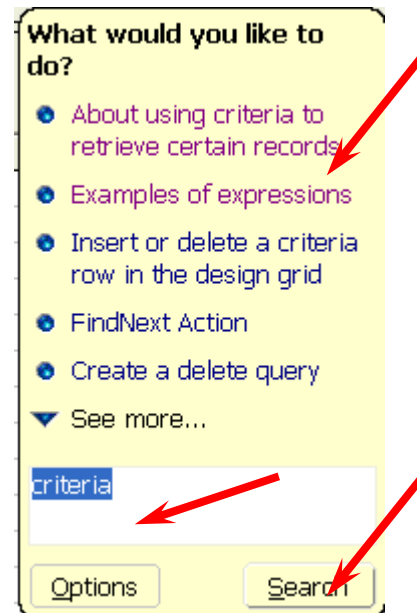 What would you like to
do?
About using criteria to
retrieve certain records
Examples of expressions
Insert or delete a criteria
row in the design grid
FindNext Action
Create a delete query
See more...
criteria
Options Search